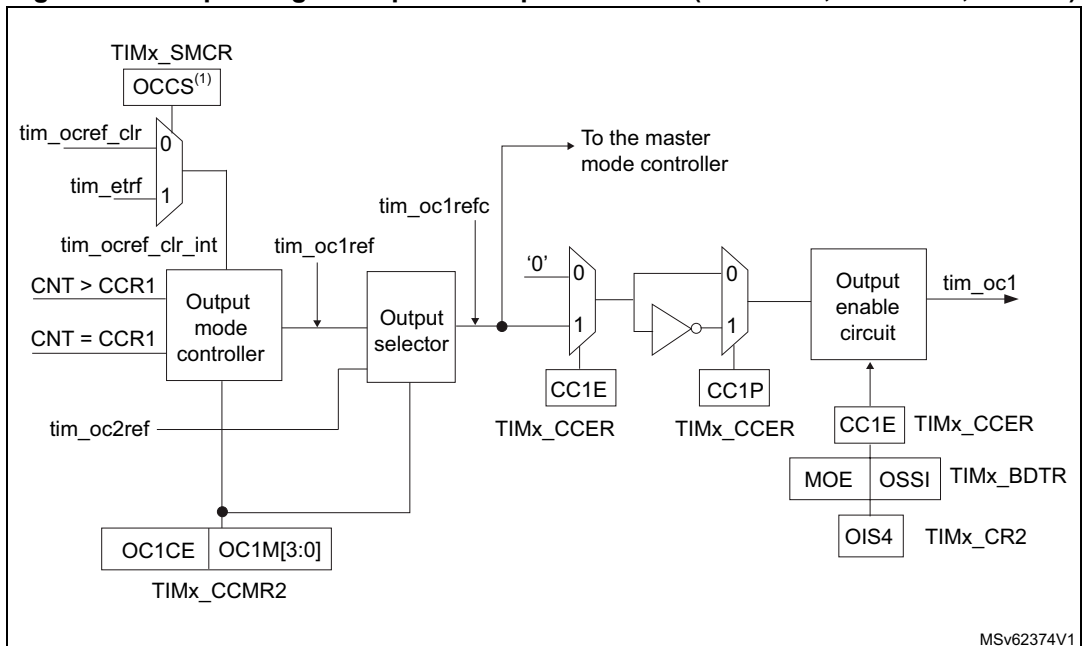 TIMx_SMCR
OCCS(1)
tim_ocref_clr
0
tim_etrf
1
tim_ocref_clr_int
To the master
mode controller
tim_oc1ref
tim_oc1refc
CNT > CCR1
CNT = CCR1
Output
mode
controller
Output
selector
tim_oc2ref
'0'
0
1
CC1E
TIMx_CCER
0
1
CC1P
TIMx_CCER
Output
enable
circuit
tim_oc1
CC1E
TIMx_CCER
MOE
OSSI
TIMx_BDTR
OIS4
TIMx_CR2
OC1CE
OC1M[3:0]
TIMx_CCMR2
MSv62374V1